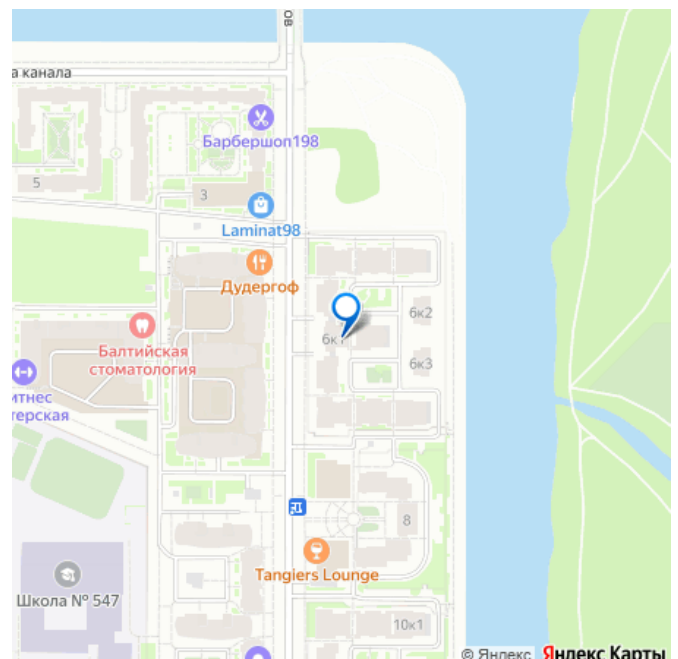 ОВ
а канала
Барбершоп198
5
3
Laminat98
Дудергоф
6к2
6к1
Балтийская
стоматология
6к3
итнес
терская
8
Tangiers Lounge
Школа № 547
10к1
© Яндекс Яндекс Карты